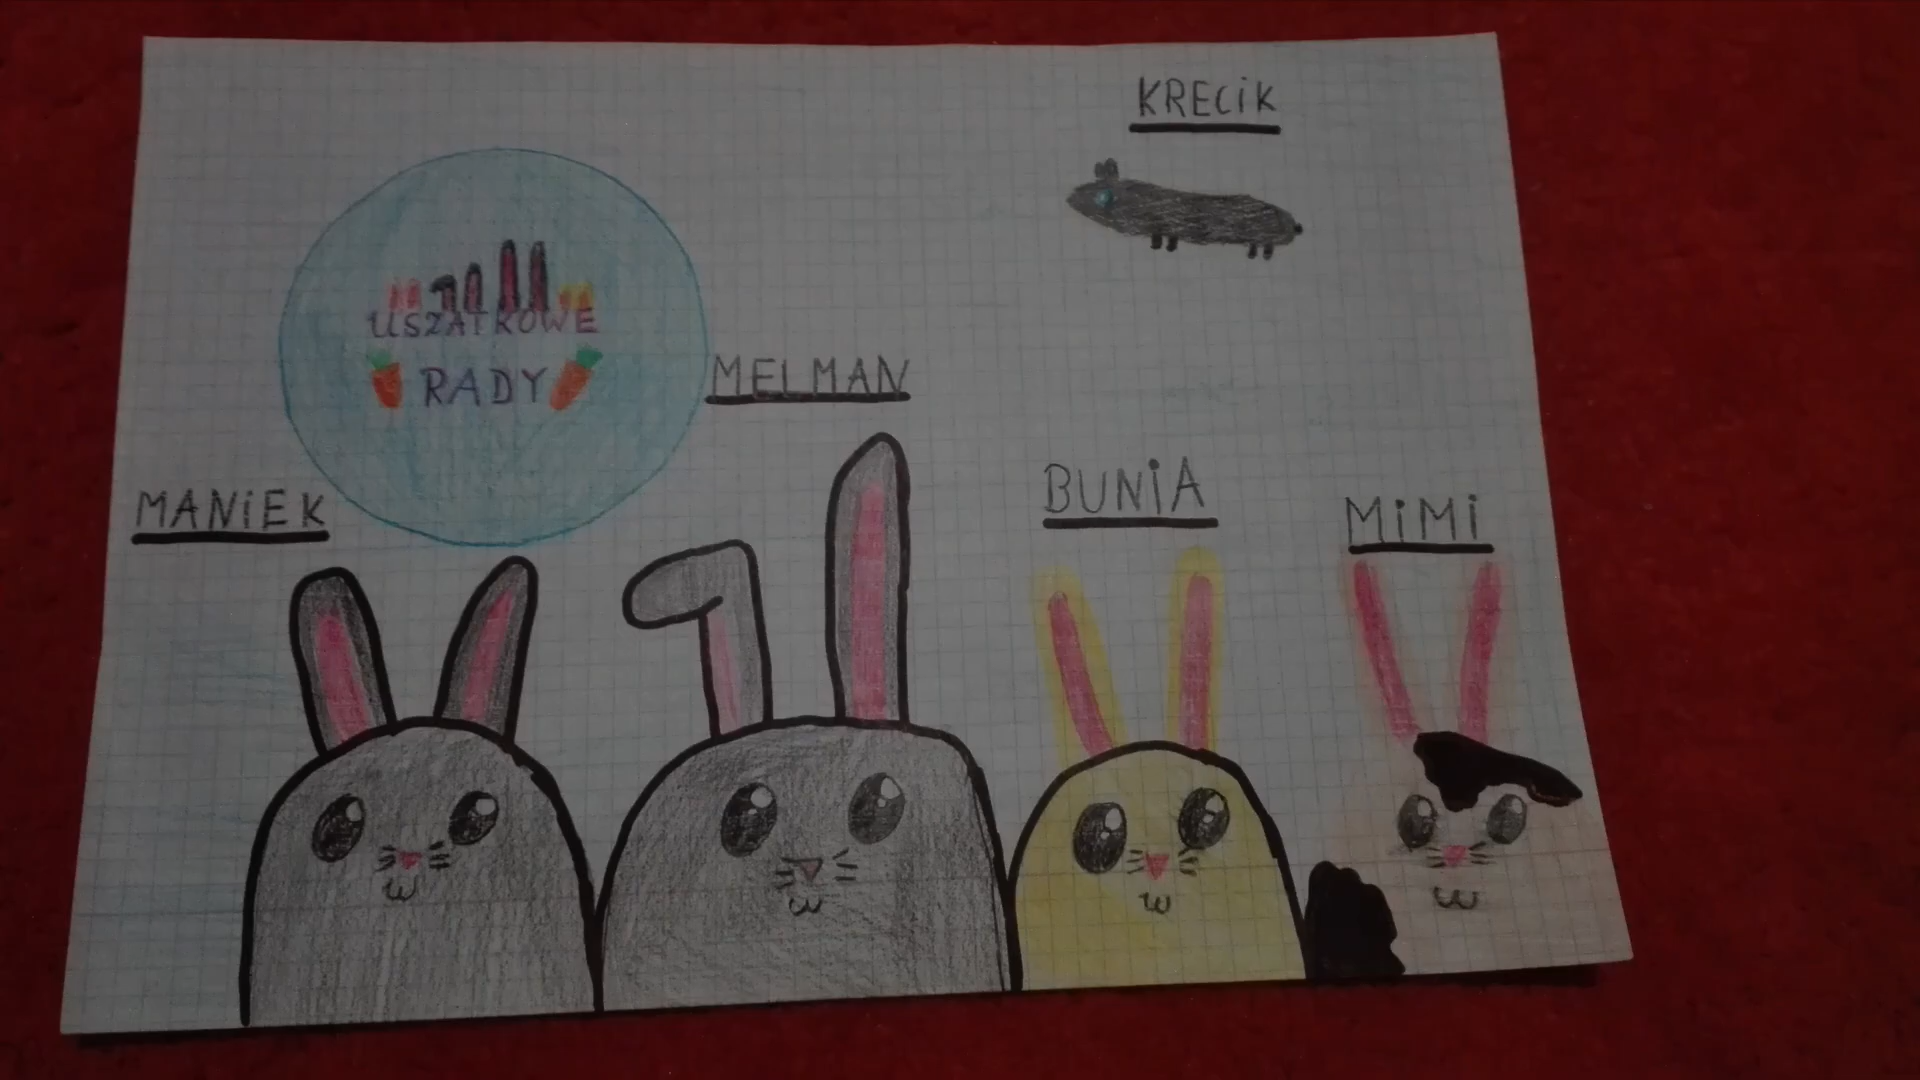 KRECiK
USZATKOWE
RADY
MELMAN
MANiEK
BUNiA
MiMi